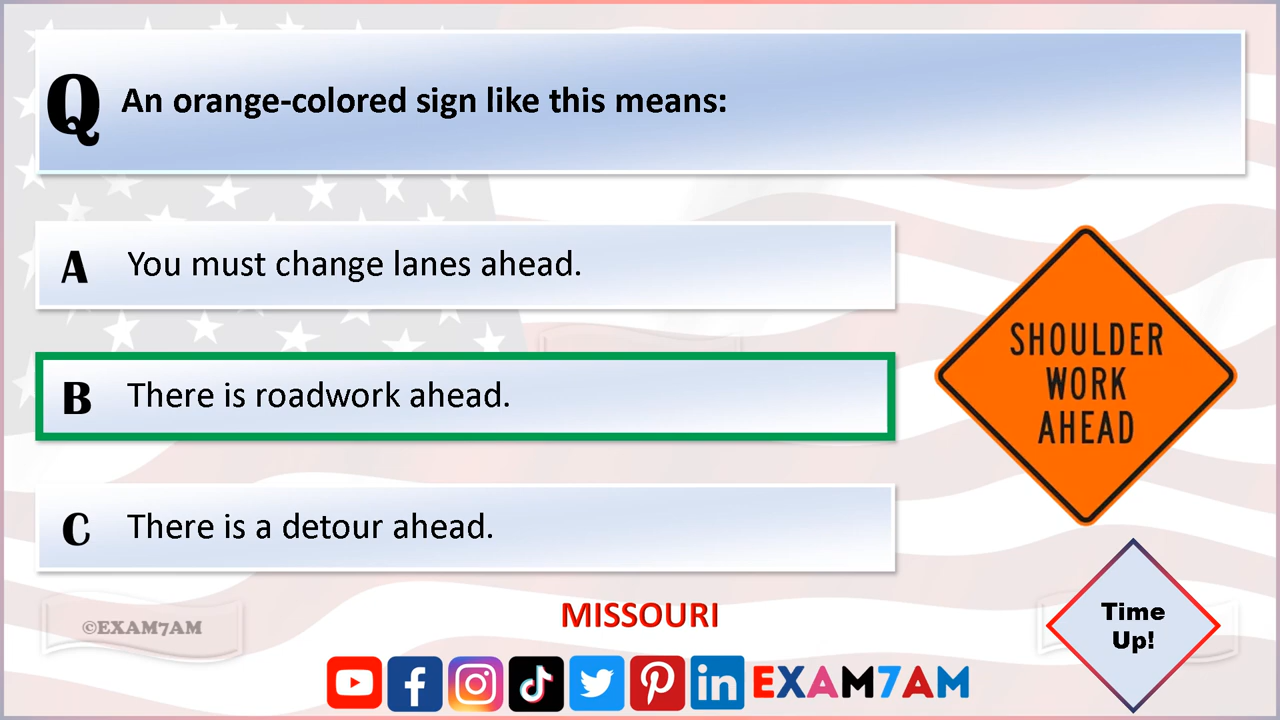 Q An orange-colored sign like this means:
A You must change lanes ahead.
B There is roadwork ahead.
C There is a detour ahead.
SHOULDER
WORK
AHEAD
MISSOURI
©EXAM7AM
Time
Up!
EXAM7AM